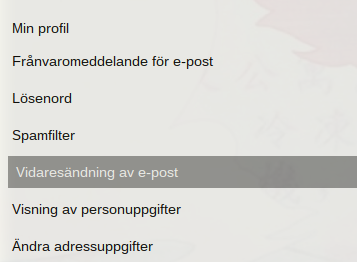 Min profil
Frånvaromeddelande för e-post
Lösenord
Spamfilter
Vidaresändning av e-post
Visning av personuppgifter
Ändra adressuppgifter